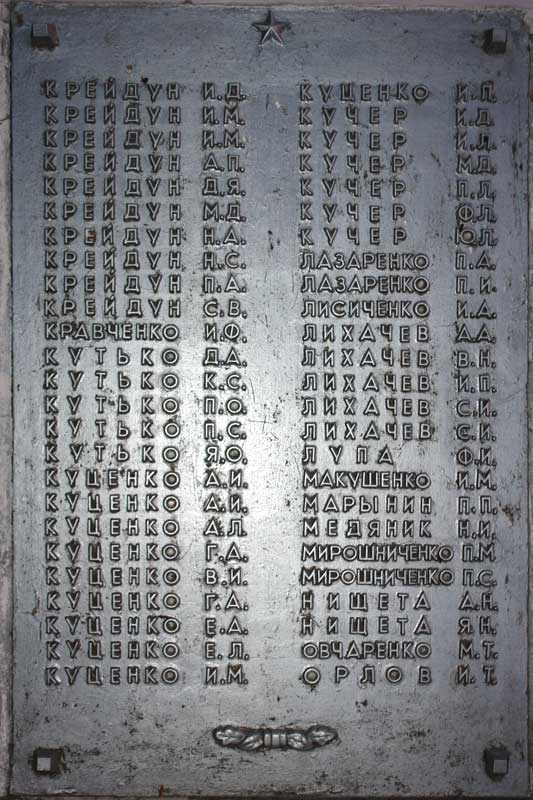 КРЕЙДУН И.Д.
КРЕЙДУН И.М.
КРЕЙДУН И.М.
КРЕЙДУН А.П.
КРЕЙДУН Д.Я.
КРЕЙДУН М.Д.
КРЕЙДУН Н.А.
КРЕЙДУН Н.С.
КРЕЙДУН П.А.
КРЕЙДУН С.В.
КРАВЧЕНКО И.Ф.
КУТЬКО Д.А.
КУТЬКО К.С.
КУТЬКО П.О.
КУТЬКО П.С.
КУТЬКО Я.О.
КУЦЕНКО А.И.
КУЦЕНКО А.И.
КУЦЕНКО А.Л.
КУЦЕНКО Г.А.
КУЦЕНКО В.И.
КУЦЕНКО Г.А.
КУЦЕНКО Е.А.
КУЦЕНКО Е.Л.
КУЦЕНКО И.М.
КУЦЕНКО И.П.
КУЧЕР И.Д.
КУЧЕР И.Л.
КУЧЕР М.Д.
КУЧЕР П.Л.
КУЧЕР Ф.Л.
КУЧЕР Ю.Л.
ЛАЗАРЕНКО П.А.
ЛАЗАРЕНКО П.И.
ЛИСИЧЕНКО И.А.
ЛИХАЧЕВ А.А.
ЛИХАЧЕВ В.Н.
ЛИХАЧЕВ И.П.
ЛИХАЧЕВ С.И.
ЛИХАЧЕВ С.И.
ЛУПА Ф.И.
МАКУШЕНКО И.М.
МАРЫНИН П.П.
МЕДЯНИК Н.И.
МИРОШНИЧЕНКО П.М.
МИРОШНИЧЕНКО П.С.
НИЩЕТА А.Н.
НИЩЕТА Я.Н.
ОВЧАРЕНКО М.Т.
ОРЛОВ И.Т.